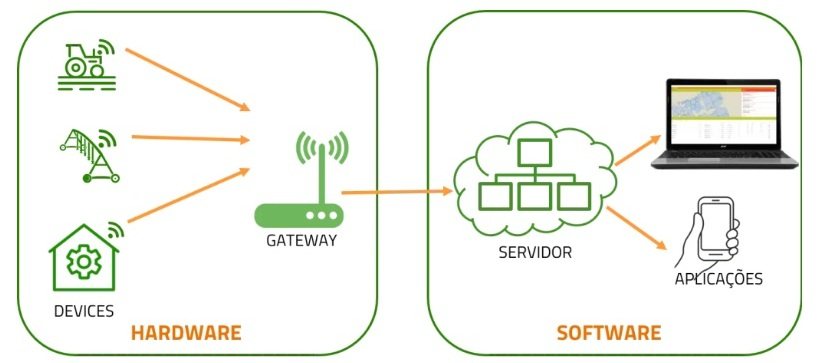 GATEWAY
DEVICES
HARDWARE
SERVIDOR
APLICAÇÕES
SOFTWARE